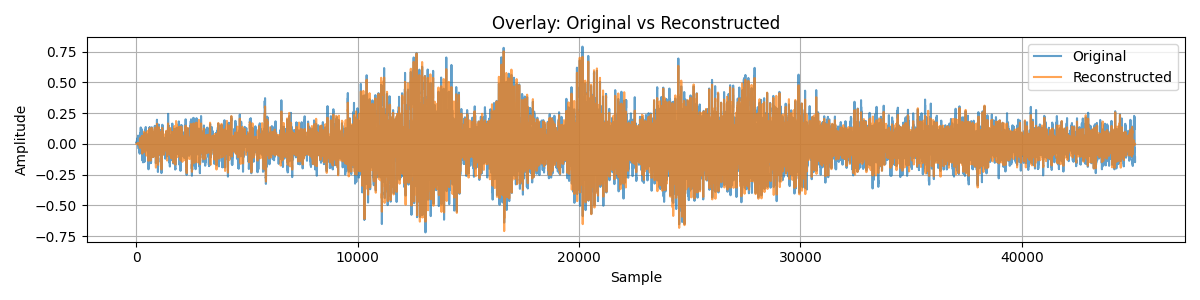 Overlay: Original vs Reconstructed
0.75
0.50
0.25
0.00
−0.25
−0.50
−0.75
Amplitude
Original
Reconstructed
0
10000
20000
30000
40000
Sample